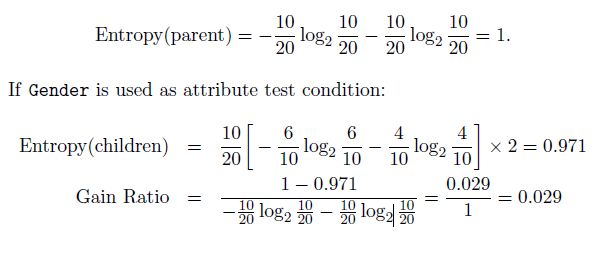 Entropy(parent) = −10/20 log₂ 10/20 − 10/20 log₂ 10/20 = 1.
If Gender is used as attribute test condition:
Entropy(children) = 10/20 [ − 6/10 log₂ 6/10 − 4/10 log₂ 4/10 ] × 2 = 0.971
Gain Ratio = (1 − 0.971) / (−10/20 log₂ 10/20 − 10/20 log₂ 10/20) = 0.029/1 = 0.029